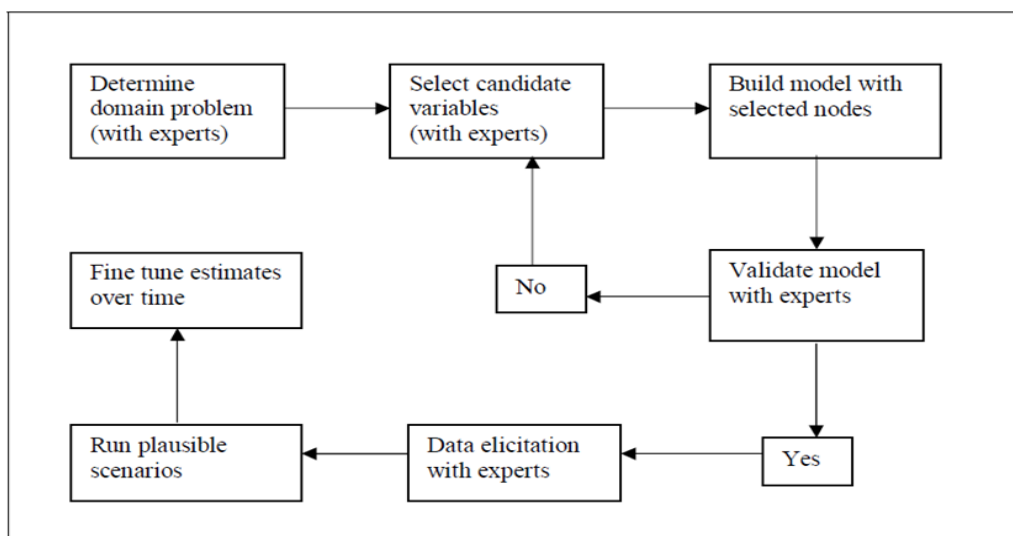 Determine
domain problem
(with experts)
Select candidate
variables
(with experts)
Build model with
selected nodes
Fine tune estimates
over time
No
Validate model
with experts
Run plausible
scenarios
Data elicitation
with experts
Yes